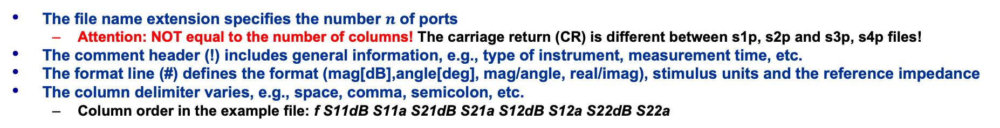 • The file name extension specifies the number n of ports
– Attention: NOT equal to the number of columns! The carriage return (CR) is different between s1p, s2p and s3p, s4p files!
• The comment header (!) includes general information, e.g., type of instrument, measurement time, etc.
• The format line (#) defines the format (mag[dB],angle[deg], mag/angle, real/imag), stimulus units and the reference impedance
• The column delimiter varies, e.g., space, comma, semicolon, etc.
– Column order in the example file: f S11dB S11a S21dB S21a S12dB S12a S22dB S22a